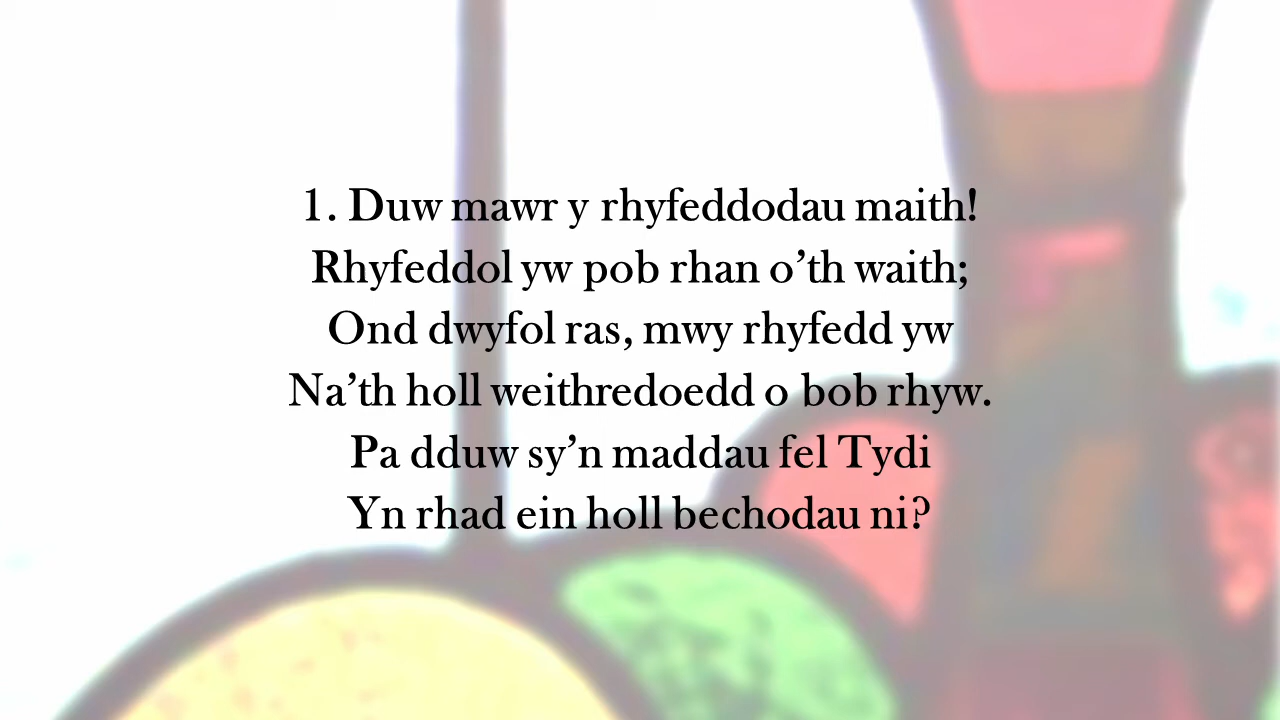 1. Duw mawr y rhyfeddodau maith!
Rhyfeddol yw pob rhan o’th waith;
Ond dwyfol ras, mwy rhyfedd yw
Na’th holl weithredoedd o bob rhyw.
Pa dduw sy’n maddau fel Tydi
Yn rhad ein holl bechodau ni?